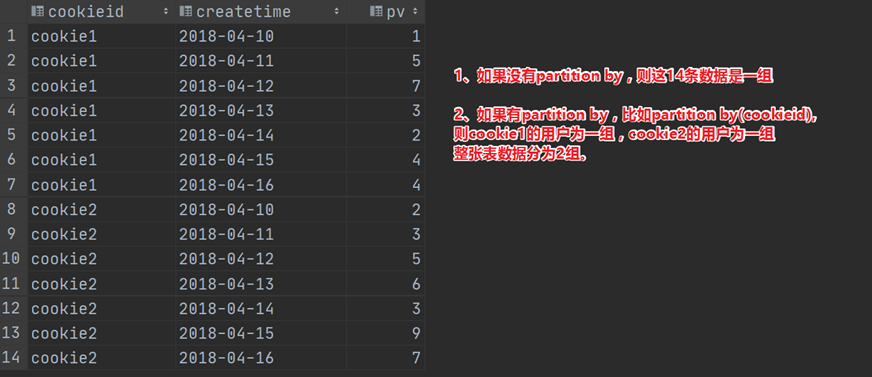 cookieid createtime pv
1 cookie1 2018-04-10 1
2 cookie1 2018-04-11 5
3 cookie1 2018-04-12 7
4 cookie1 2018-04-13 3
5 cookie1 2018-04-14 2
6 cookie1 2018-04-15 4
7 cookie1 2018-04-16 4
8 cookie2 2018-04-10 2
9 cookie2 2018-04-11 3
10 cookie2 2018-04-12 5
11 cookie2 2018-04-13 6
12 cookie2 2018-04-14 3
13 cookie2 2018-04-15 9
14 cookie2 2018-04-16 7
1、如果没有partition by，则这14条数据是一组
2、如果有partition by，比如partition by(cookieid),
则cookie1的用户为一组，cookie2的用户为一组
整张表数据分为2组。